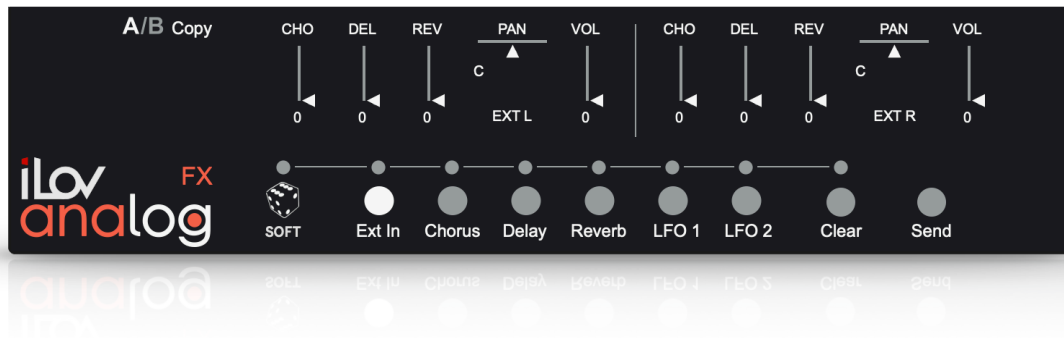 A/B Copy
CHO DEL REV PAN VOL CHO DEL REV PAN VOL
C C
0 0 0 EXT L 0 0 0 0 EXT R 0
iLov FX
analog
SOFT Ext In Chorus Delay Reverb LFO 1 LFO 2 Clear Send